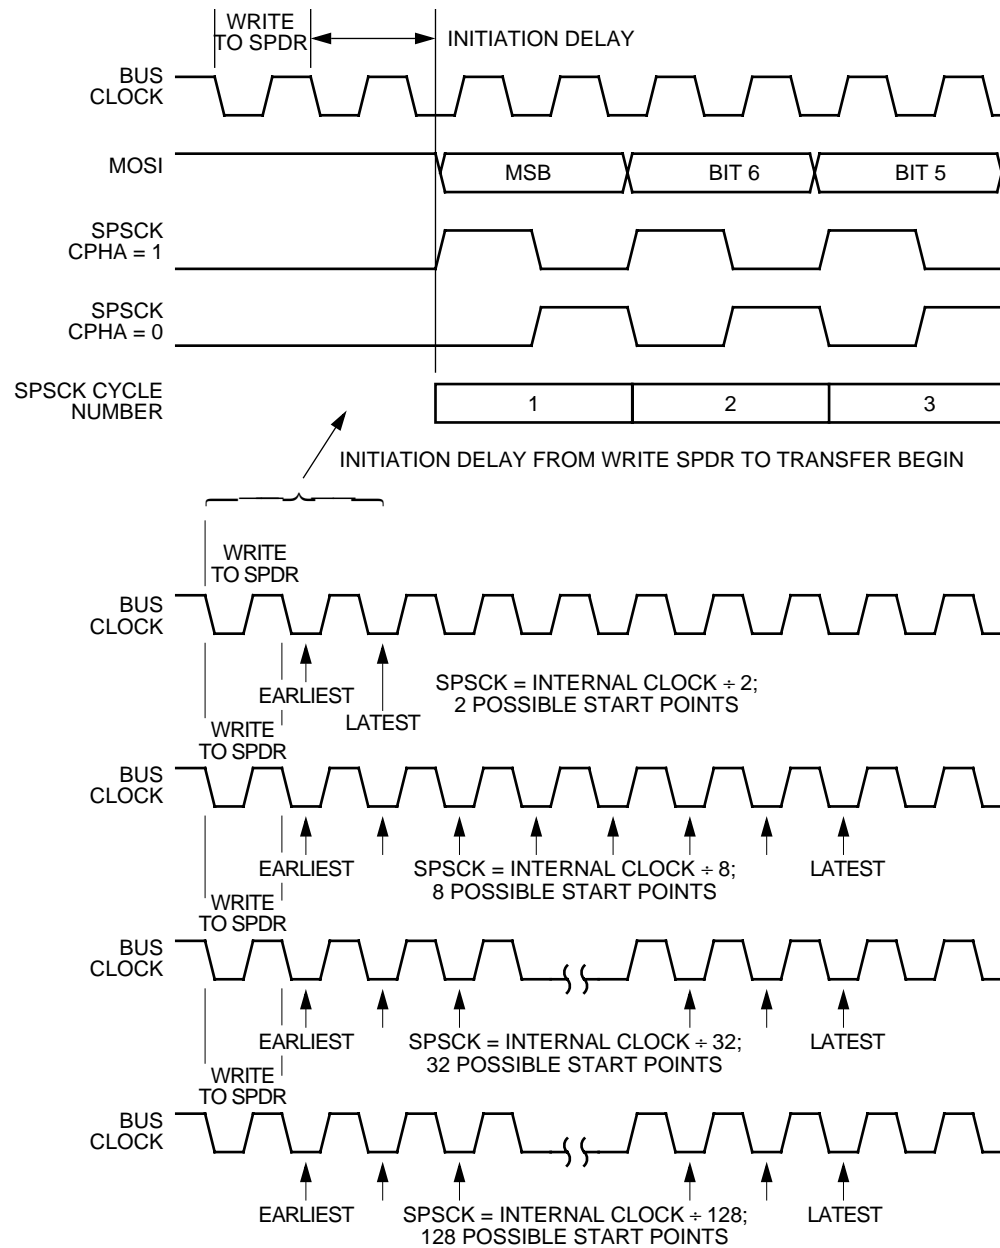 WRITE
TO SPDR
INITIATION DELAY
BUS
CLOCK
MOSI
MSB
BIT 6
BIT 5
SPSCK
CPHA = 1
SPSCK
CPHA = 0
SPSCK CYCLE
NUMBER
1
2
3
INITIATION DELAY FROM WRITE SPDR TO TRANSFER BEGIN
WRITE
TO SPDR
BUS
CLOCK
EARLIEST
LATEST
SPSCK = INTERNAL CLOCK ÷ 2;
2 POSSIBLE START POINTS
WRITE
TO SPDR
BUS
CLOCK
EARLIEST
SPSCK = INTERNAL CLOCK ÷ 8;
8 POSSIBLE START POINTS
LATEST
WRITE
TO SPDR
BUS
CLOCK
EARLIEST
SPSCK = INTERNAL CLOCK ÷ 32;
32 POSSIBLE START POINTS
LATEST
WRITE
TO SPDR
BUS
CLOCK
EARLIEST
SPSCK = INTERNAL CLOCK ÷ 128;
128 POSSIBLE START POINTS
LATEST